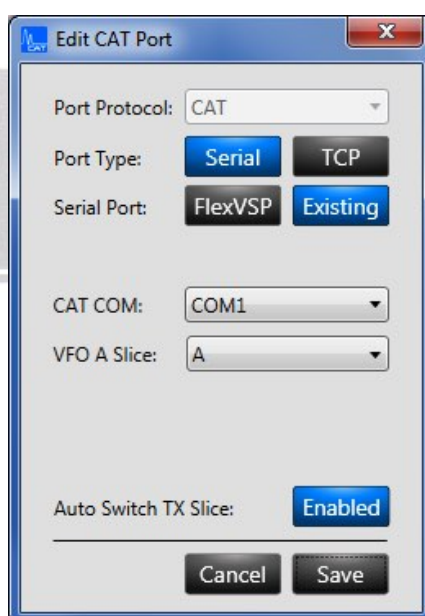 CAT Edit CAT Port
Port Protocol: CAT
Port Type: Serial TCP
Serial Port: FlexVSP Existing
CAT COM: COM1
VFO A Slice: A
Auto Switch TX Slice: Enabled
Cancel Save